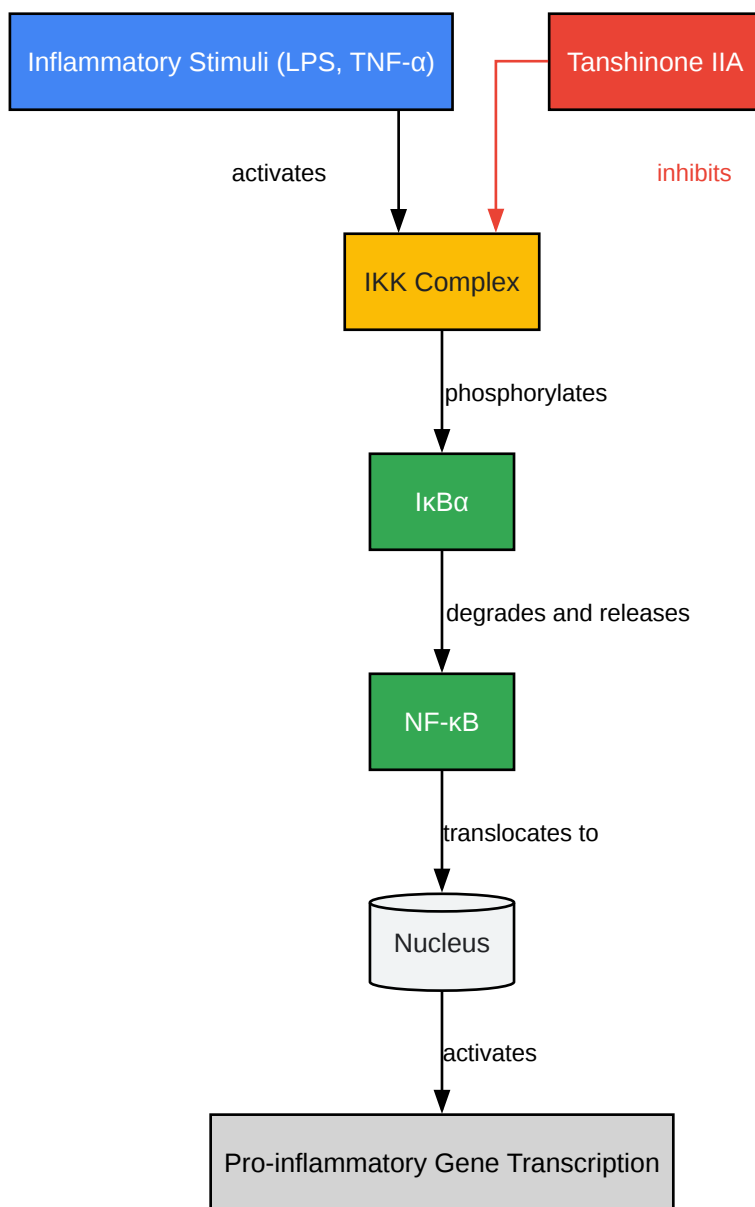 Inflammatory Stimuli (LPS, TNF-α)
Tanshinone IIA
activates
inhibits
IKK Complex
phosphorylates
IκBα
degrades and releases
NF-κB
translocates to
Nucleus
activates
Pro-inflammatory Gene Transcription